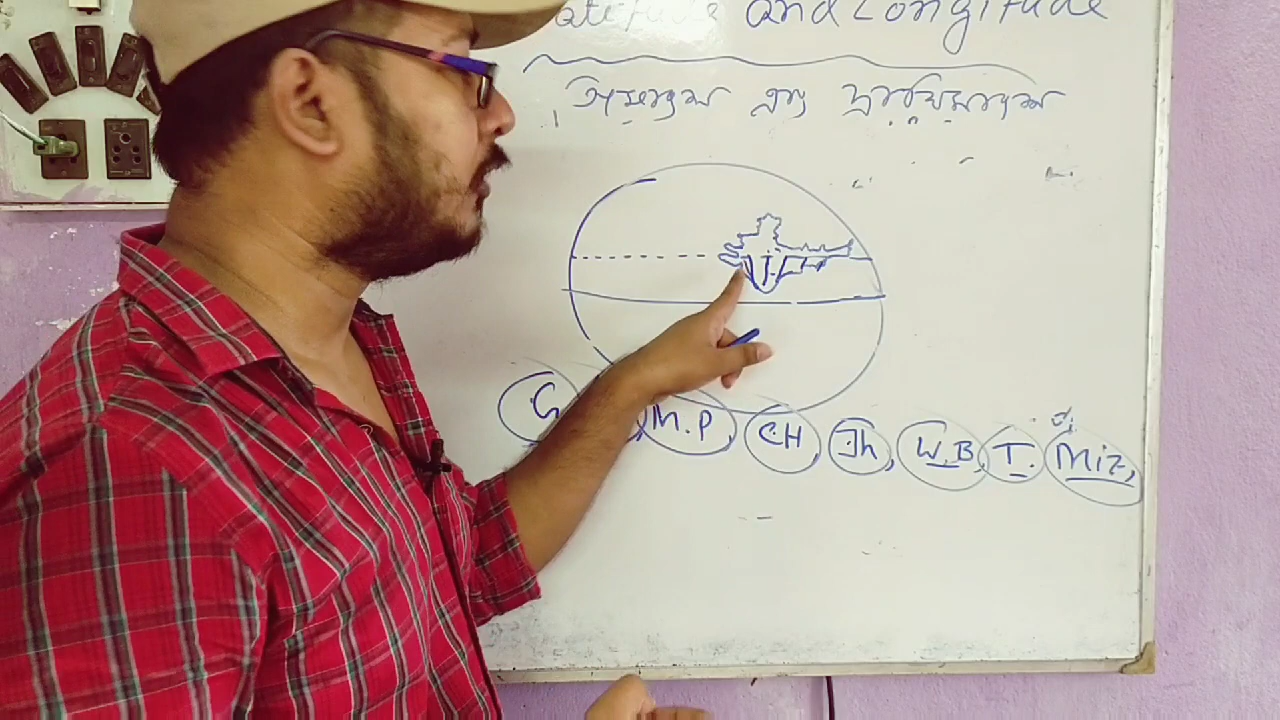 atitude and Longitude
অক্ষাংশ এবং দ্রাঘিমাংশ
G , M.P, CH, Jh, W.B, T. Miz,